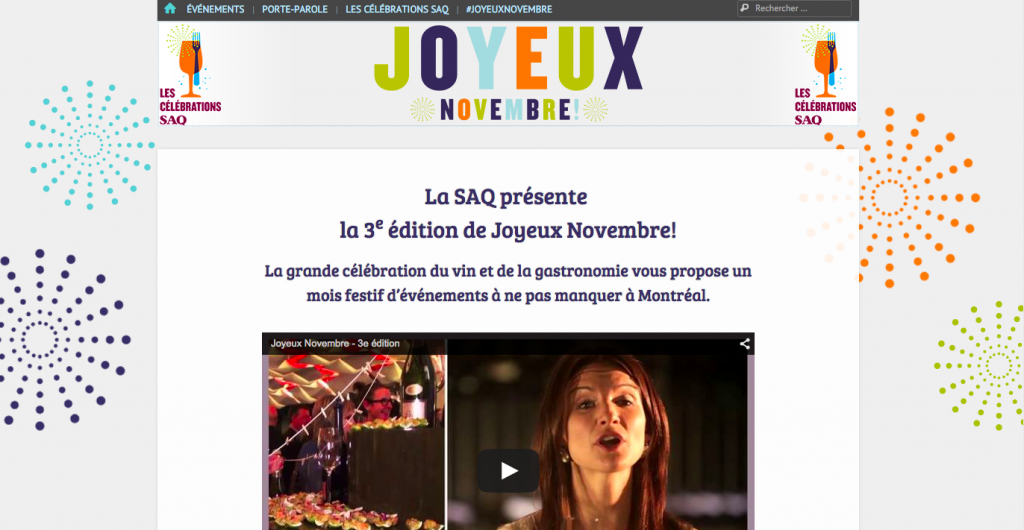 ÉVÉNEMENTS | PORTE-PAROLE | LES CÉLÉBRATIONS SAQ | #JOYEUXNOVEMBRE
Rechercher ...
LES
CÉLÉBRATIONS
SAQ
JOYEUX
NOVEMBRE!
LES
CÉLÉBRATIONS
SAQ
La SAQ présente
la 3e édition de Joyeux Novembre!
La grande célébration du vin et de la gastronomie vous propose un
mois festif d'événements à ne pas manquer à Montréal.
Joyeux Novembre - 3e édition